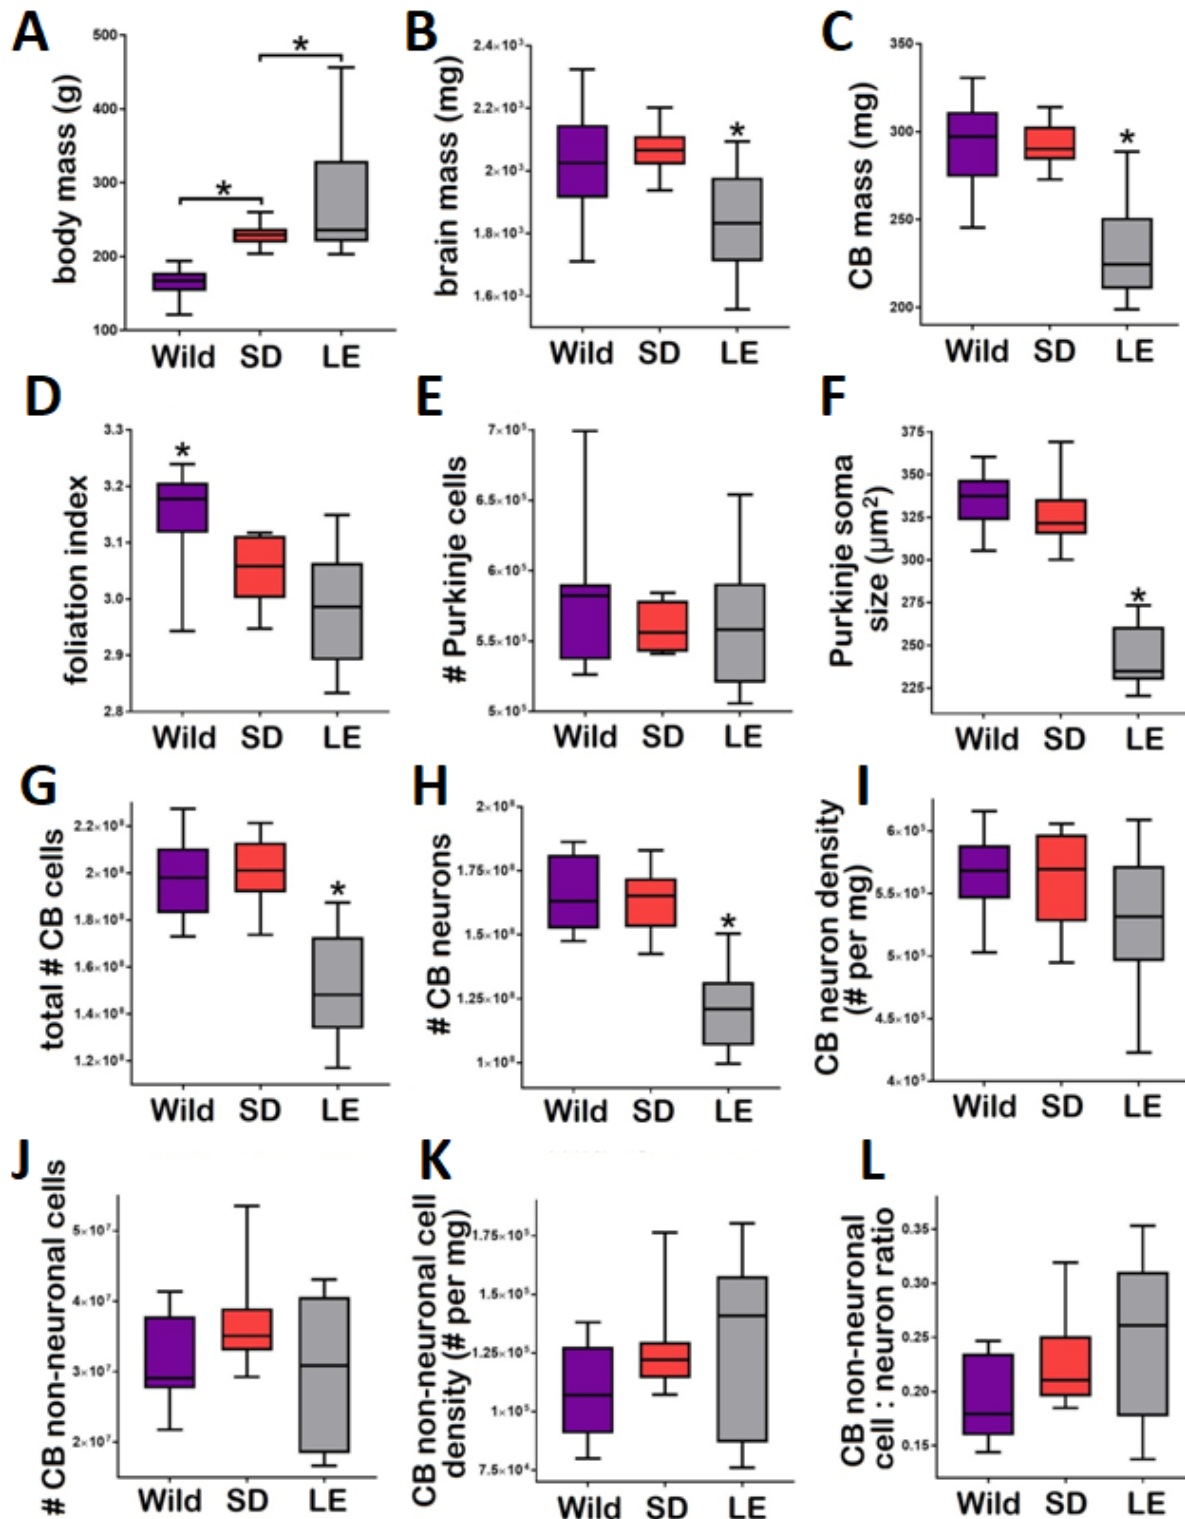 A
body mass (g)
500
400
300
200
100
*
*
Wild SD LE
B
brain mass (mg)
2.4×10³
2.2×10³
2×10³
1.8×10³
1.6×10³
*
Wild SD LE
C
CB mass (mg)
350
300
250
200
*
Wild SD LE
D
foliation index
3.3
3.2
3.1
3.0
2.9
2.8
*
Wild SD LE
E
# Purkinje cells
7×10⁵
6.5×10⁵
6×10⁵
5.5×10⁵
5×10⁵
Wild SD LE
F
Purkinje soma
size (µm²)
375
350
325
300
275
250
225
*
Wild SD LE
G
total # CB cells
2.2×10⁸
2×10⁸
1.8×10⁸
1.6×10⁸
1.4×10⁸
1.2×10⁸
*
Wild SD LE
H
# CB neurons
2×10⁸
1.75×10⁸
1.5×10⁸
1.25×10⁸
1×10⁸
*
Wild SD LE
I
CB neuron density
(# per mg)
6×10⁵
5.5×10⁵
5×10⁵
4.5×10⁵
4×10⁵
Wild SD LE
J
# CB non-neuronal cells
5×10⁷
4×10⁷
3×10⁷
2×10⁷
Wild SD LE
K
CB non-neuronal cell
density (# per mg)
1.75×10⁵
1.5×10⁵
1.25×10⁵
1×10⁵
7.5×10⁴
Wild SD LE
L
CB non-neuronal
cell : neuron ratio
0.35
0.30
0.25
0.20
0.15
Wild SD LE